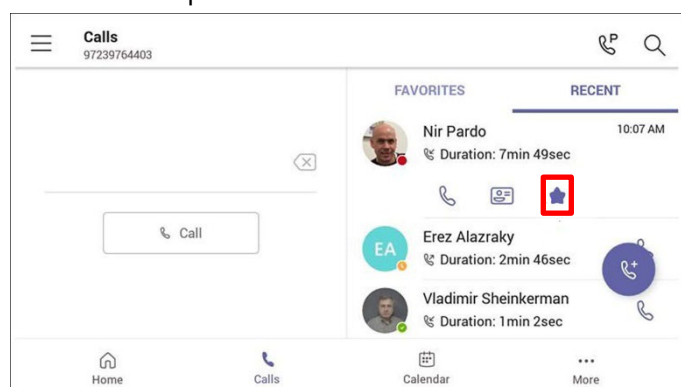 Calls
97239764403
P
FAVORITES
RECENT
Nir Pardo
10:07 AM
Duration: 7min 49sec
Call
Erez Alazraky
EA
Duration: 2min 46sec
Vladimir Sheinkerman
Duration: 1min 2sec
Home
Calls
Calendar
More